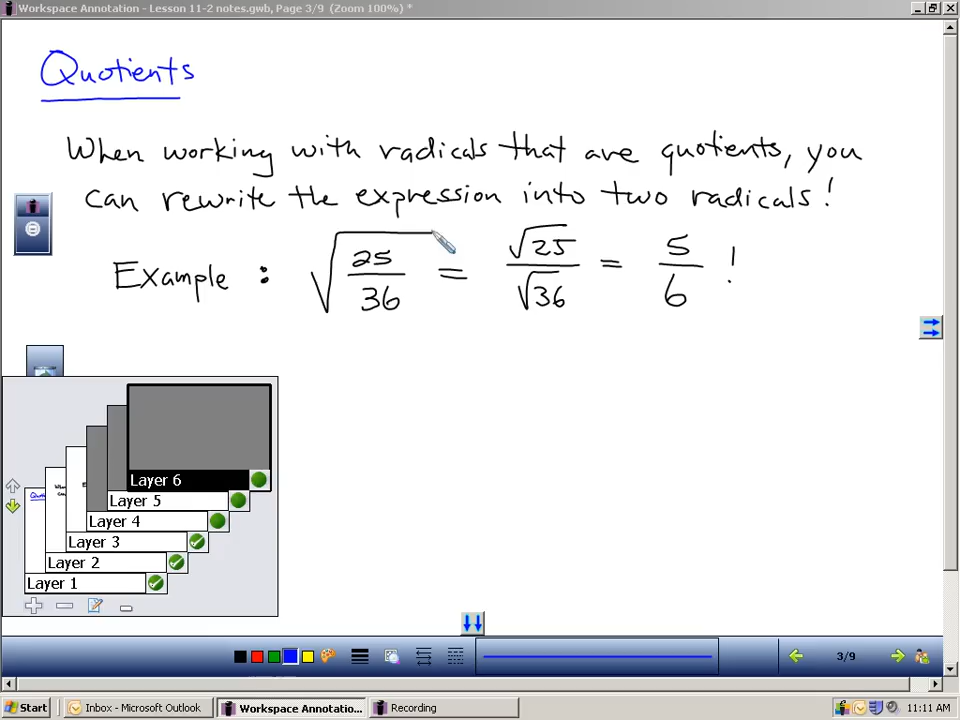 Workspace Annotation - Lesson 11-2 notes.gwb, Page 3/9 (Zoom 100%) *
Quotients
When working with radicals that are quotients, you
can rewrite the expression into two radicals!
Example : √(25/36) = √25/√36 = 5/6 !
Layer 6
Layer 5
Layer 4
Layer 3
Layer 2
Layer 1
3/9
Start
Inbox - Microsoft Outlook
Workspace Annotatio...
Recording
11:11 AM